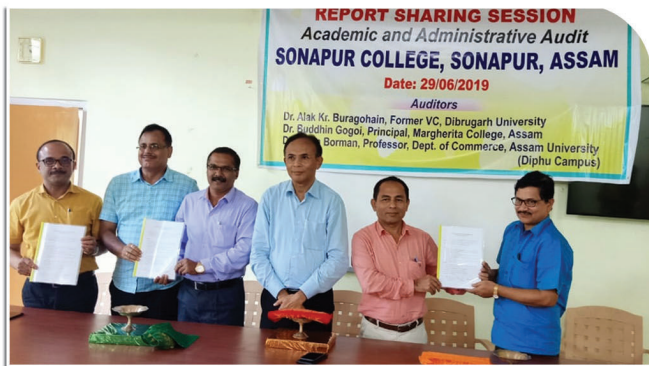 REPORT SHARING SESSION
Academic and Administrative Audit
SONAPUR COLLEGE, SONAPUR, ASSAM
Date: 29/06/2019
Auditors
Dr. Alak Kr. Buragohain, Former VC, Dibrugarh University
Dr. Buddhin Gogoi, Principal, Margherita College, Assam
Borman, Professor, Dept. of Commerce, Assam University
(Diphu Campus)